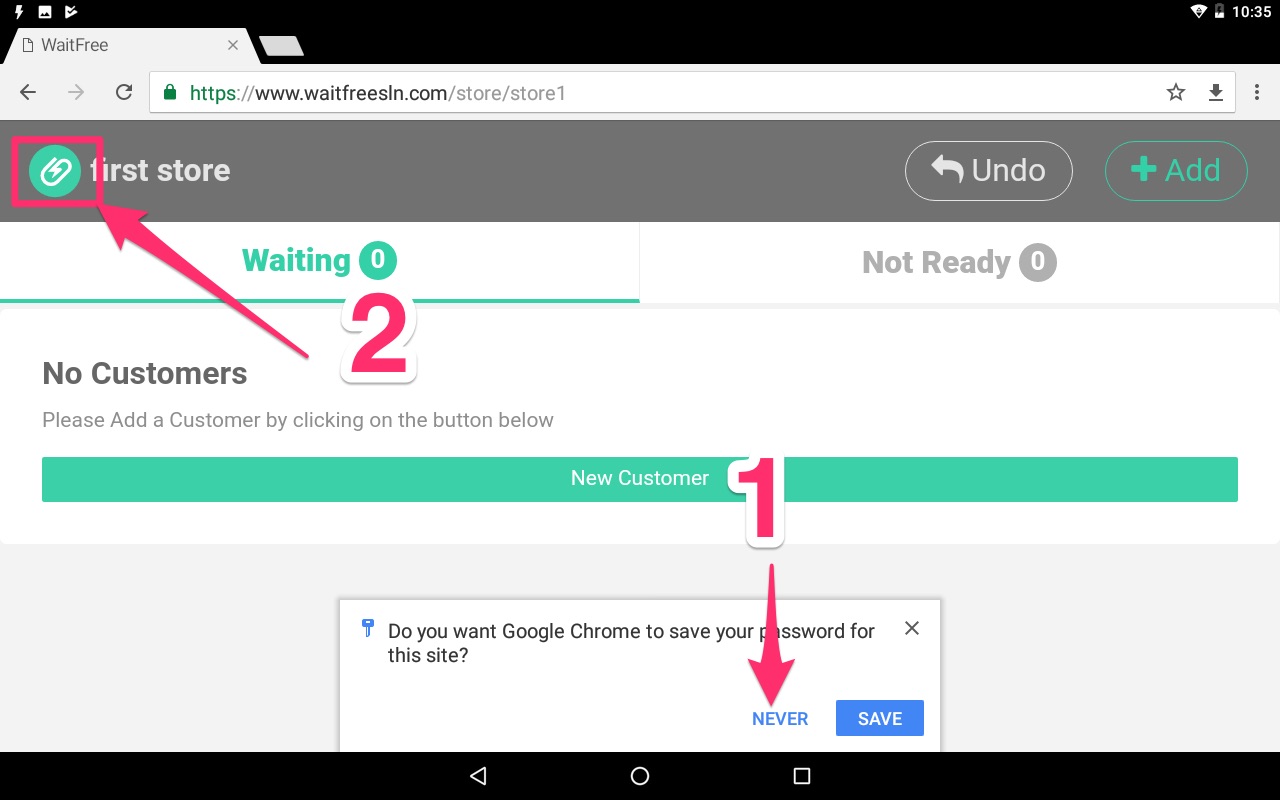 10:35
WaitFree
https://www.waitfreesln.com/store/store1
first store
Undo
Add
Waiting 0
Not Ready 0
2
No Customers
Please Add a Customer by clicking on the button below
New Customer
1
Do you want Google Chrome to save your password for
this site?
NEVER
SAVE